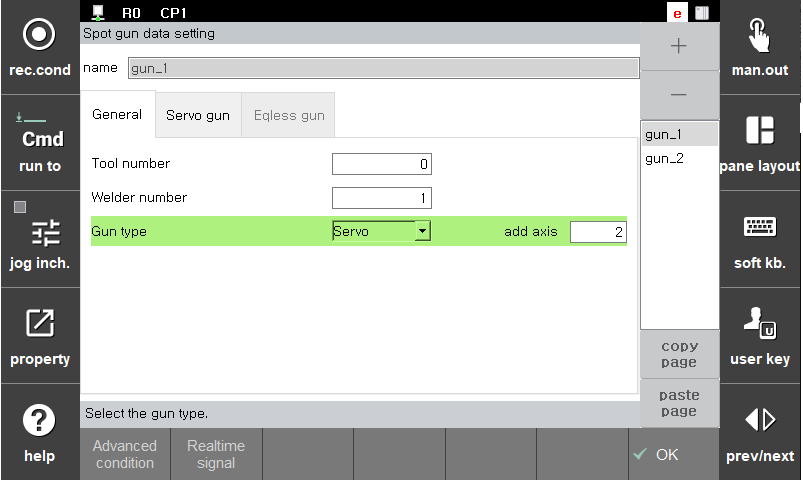 R0 CP1 e
Spot gun data setting
name gun_1
General Servo gun Eqless gun
Tool number 0
Welder number 1
Gun type Servo add axis 2
Select the gun type.
Advanced condition
Realtime signal
OK
+
−
gun_1
gun_2
copy page
paste page
rec.cond
Cmd
run to
jog inch.
property
?
help
man.out
pane layout
soft kb.
U
user key
prev/next